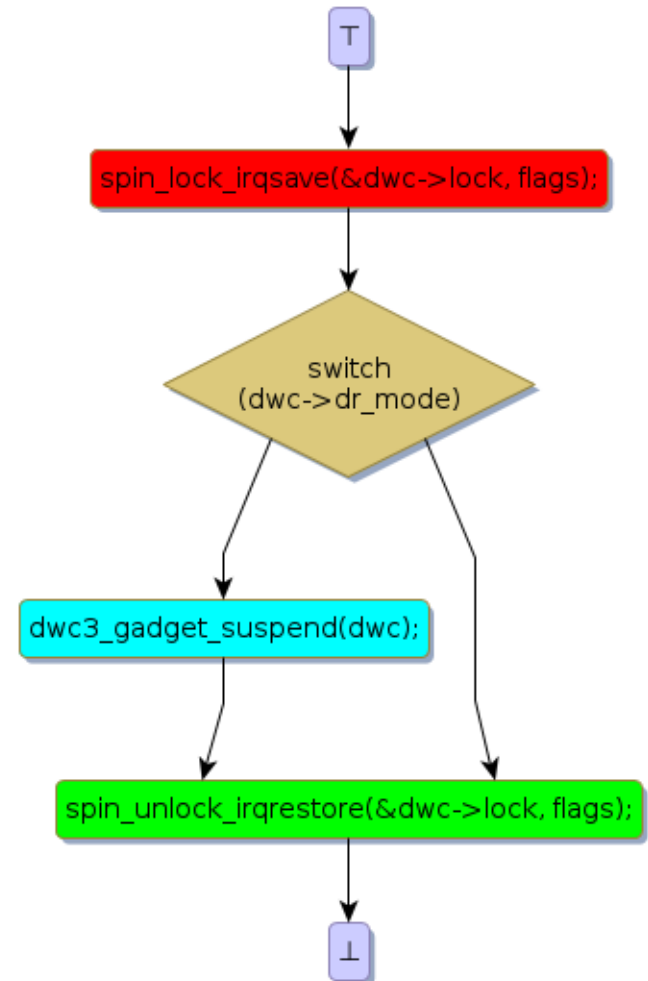 ⊤
spin_lock_irqsave(&dwc->lock, flags);
switch
(dwc->dr_mode)
dwc3_gadget_suspend(dwc);
spin_unlock_irqrestore(&dwc->lock, flags);
⊥